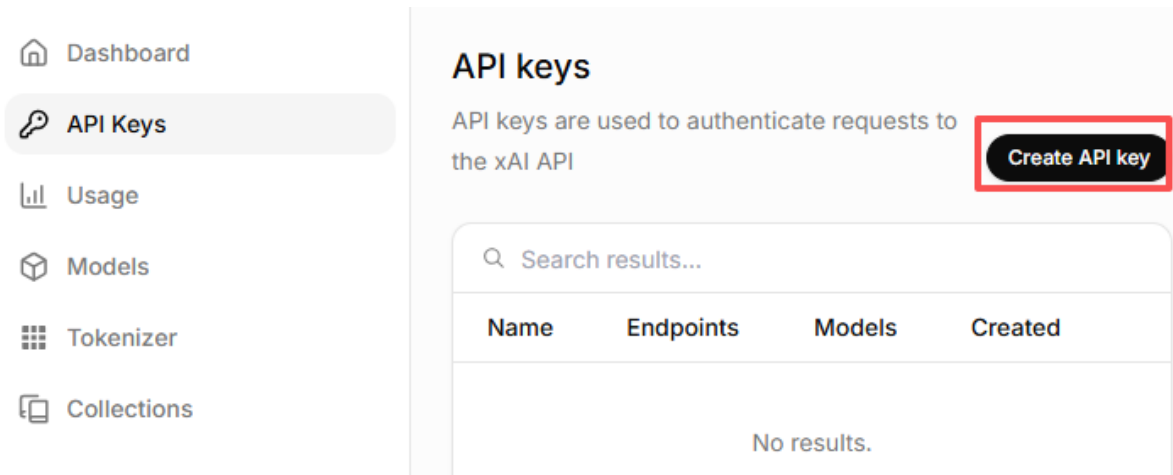 Dashboard
API Keys
Usage
Models
Tokenizer
Collections
API keys
API keys are used to authenticate requests to
the xAI API
Create API key
Search results...
Name Endpoints Models Created
No results.